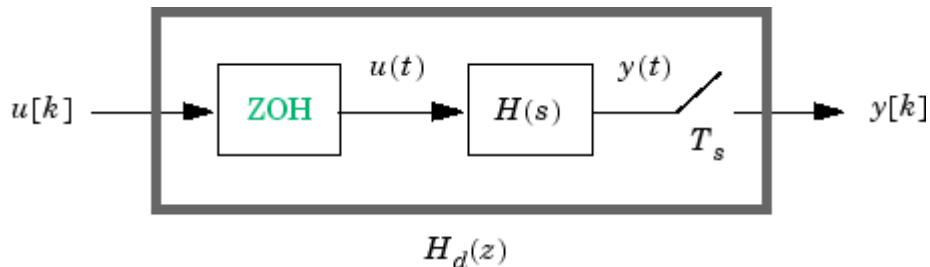 u[k]
ZOH
u(t)
H(s)
y(t)
T_s
y[k]
H_d(z)